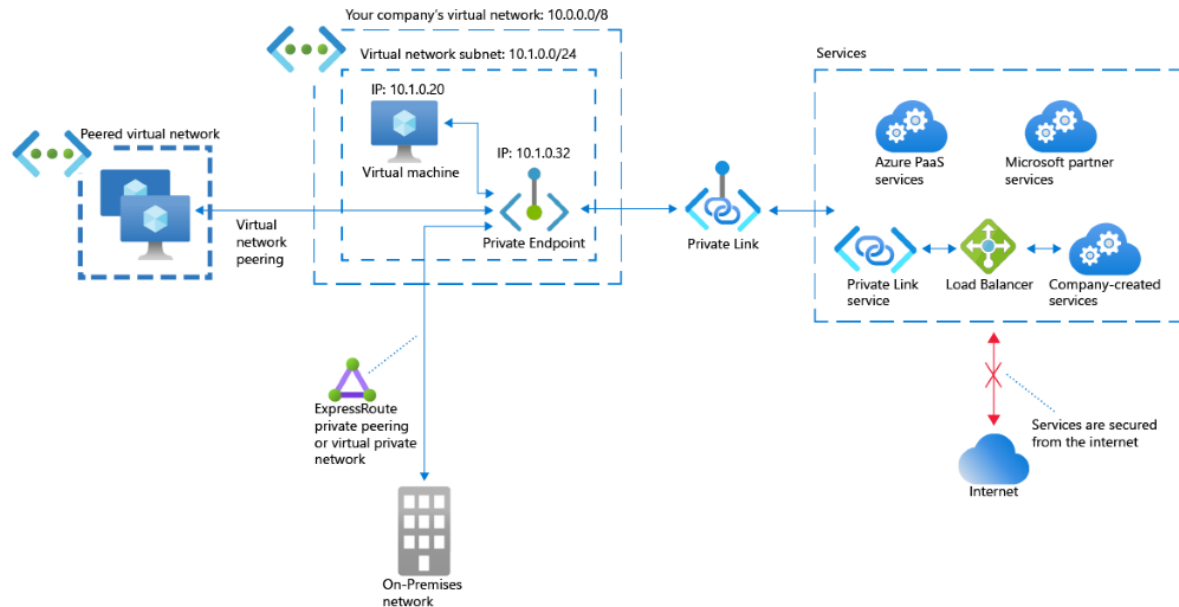 Your company's virtual network: 10.0.0.0/8
Virtual network subnet: 10.1.0.0/24
Services
IP: 10.1.0.20
Peered virtual network
Virtual machine
IP: 10.1.0.32
Azure PaaS
services
Microsoft partner
services
Virtual
network
peering
Private Endpoint
Private Link
Private Link
service
Load Balancer
Company-created
services
ExpressRoute
private peering
or virtual private
network
Services are secured
from the internet
Internet
On-Premises
network